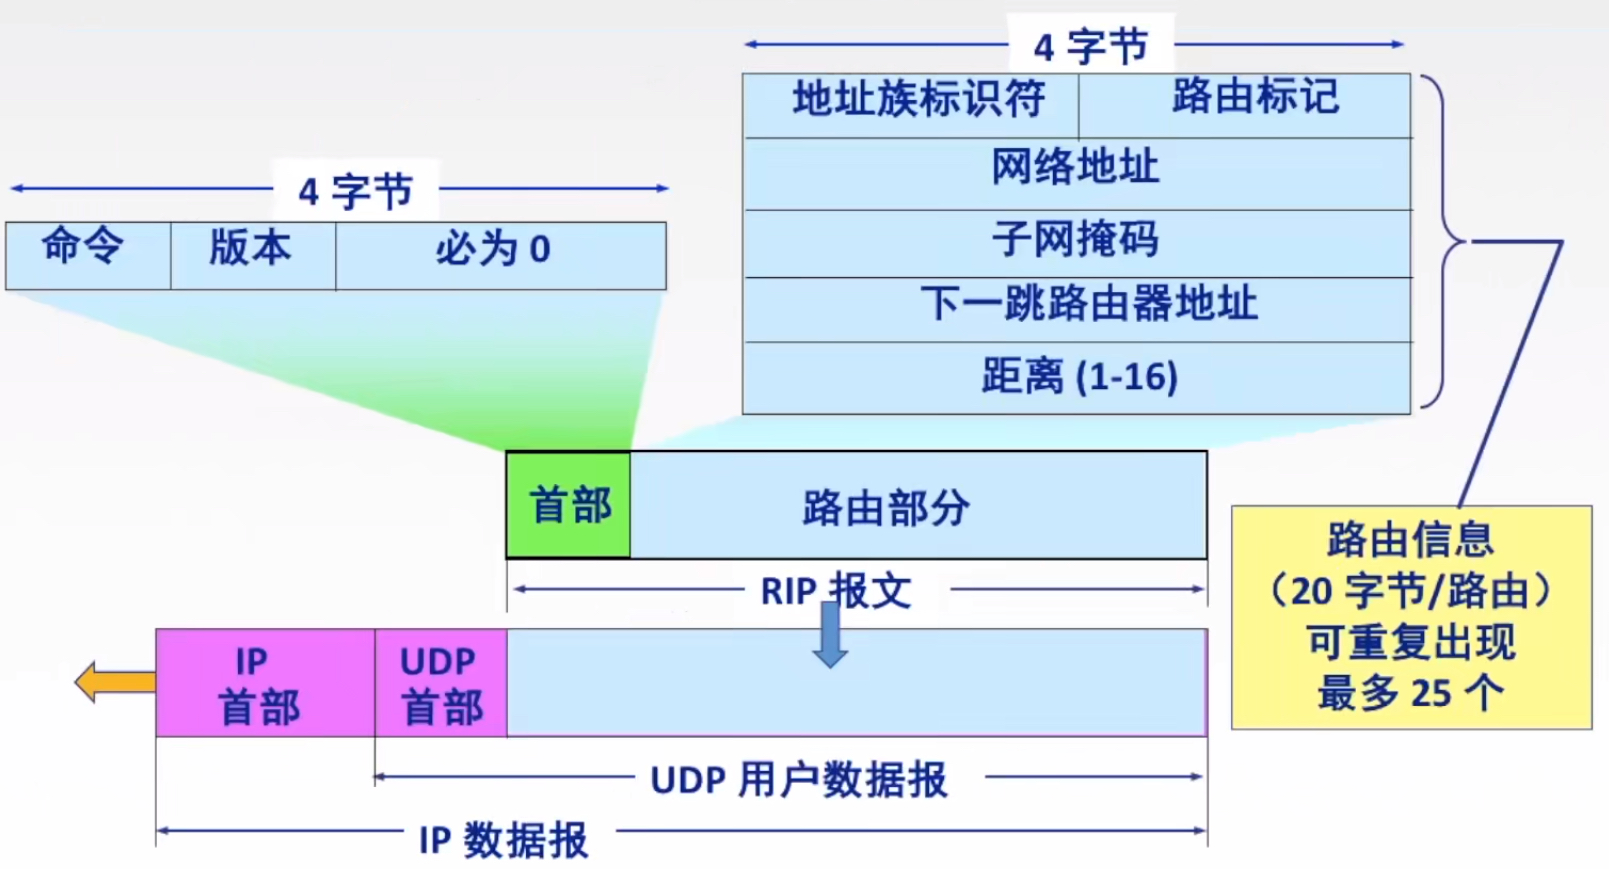 4 字节
地址族标识符
路由标记
网络地址
子网掩码
下一跳路由器地址
距离 (1-16)
4 字节
命令
版本
必为 0
首部
路由部分
RIP 报文
路由信息
（20 字节/路由）
可重复出现
最多 25 个
IP
首部
UDP
首部
UDP 用户数据报
IP 数据报